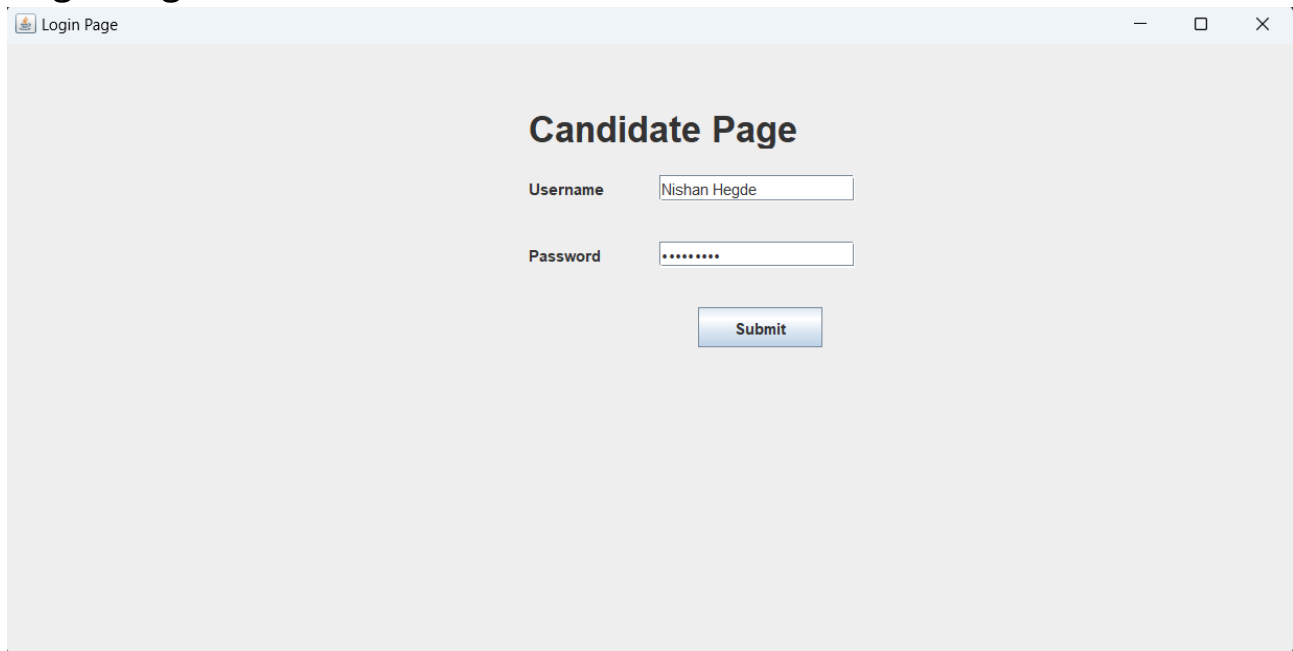 Login Page
Candidate Page
Username Nishan Hegde
Password •••••••••
Submit